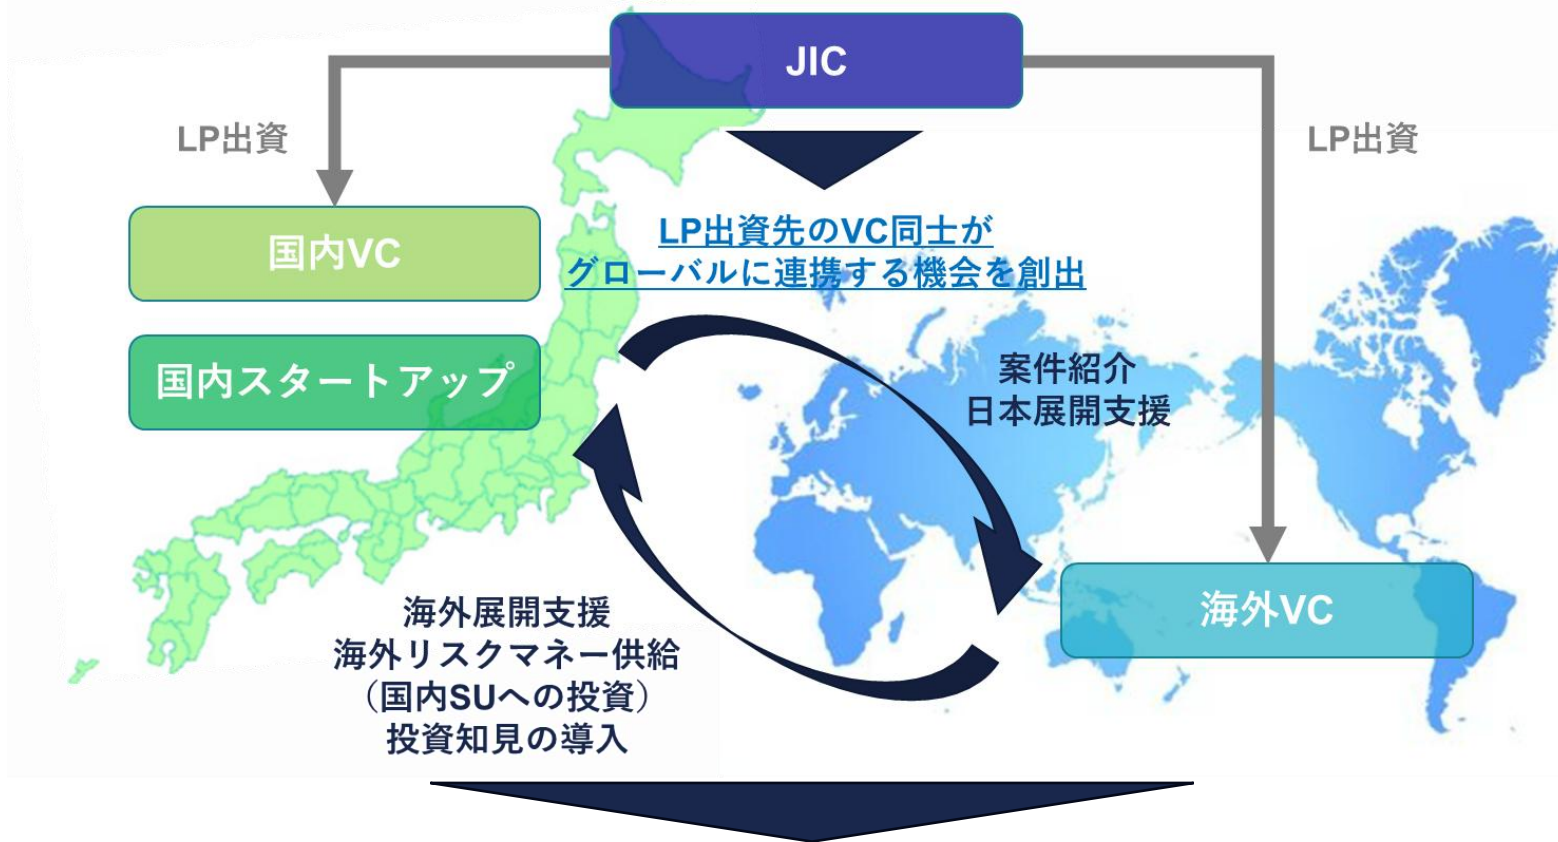 JIC
LP出資
LP出資
国内VC
LP出資先のVC同士が
グローバルに連携する機会を創出
国内スタートアップ
案件紹介
日本展開支援
海外VC
海外展開支援
海外リスクマネー供給
（国内SUへの投資）
投資知見の導入